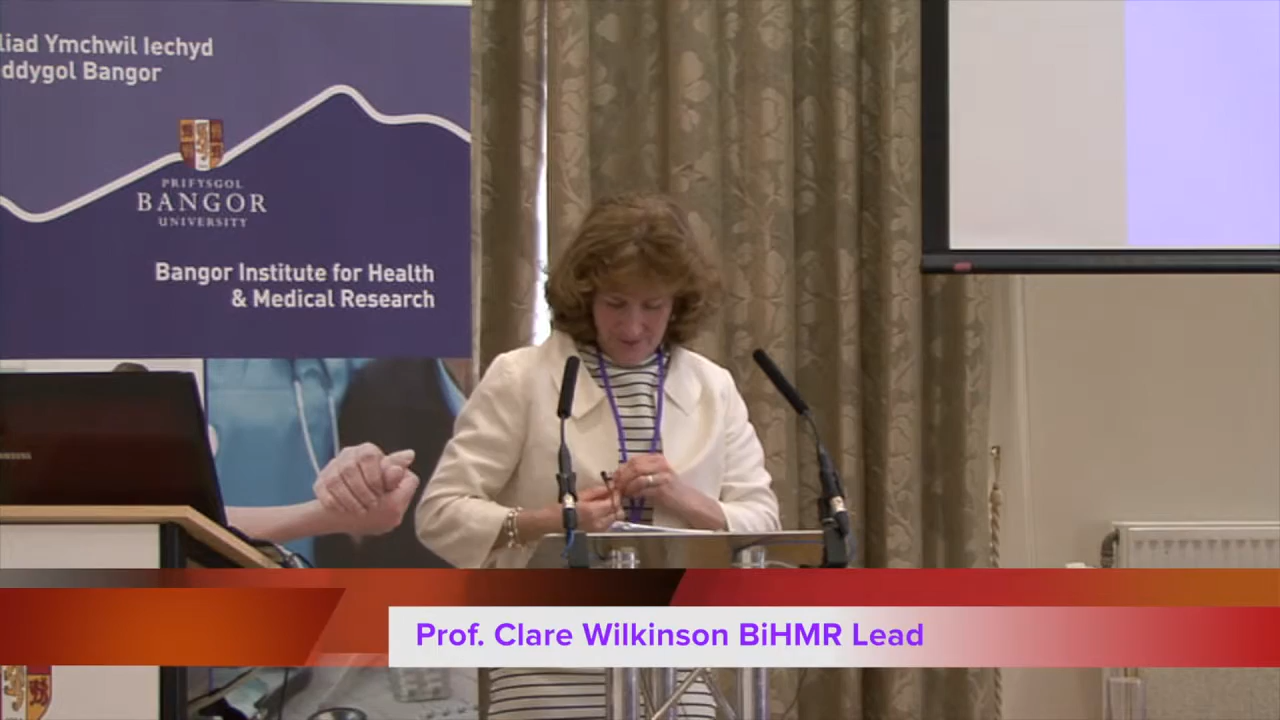 liad Ymchwil Iechyd
ddygol Bangor
PRIFYSGOL
BANGOR
UNIVERSITY
Bangor Institute for Health
& Medical Research
Prof. Clare Wilkinson BiHMR Lead